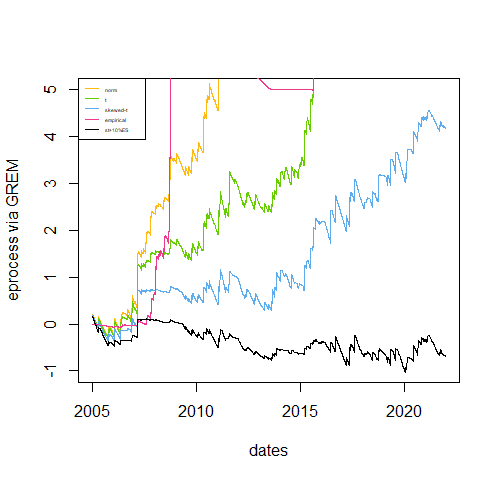 5
4
3
2
1
0
-1
eprocess via GREM
norm
t
skewed-t
empirical
st+10%ES
2005
2010
2015
2020
dates